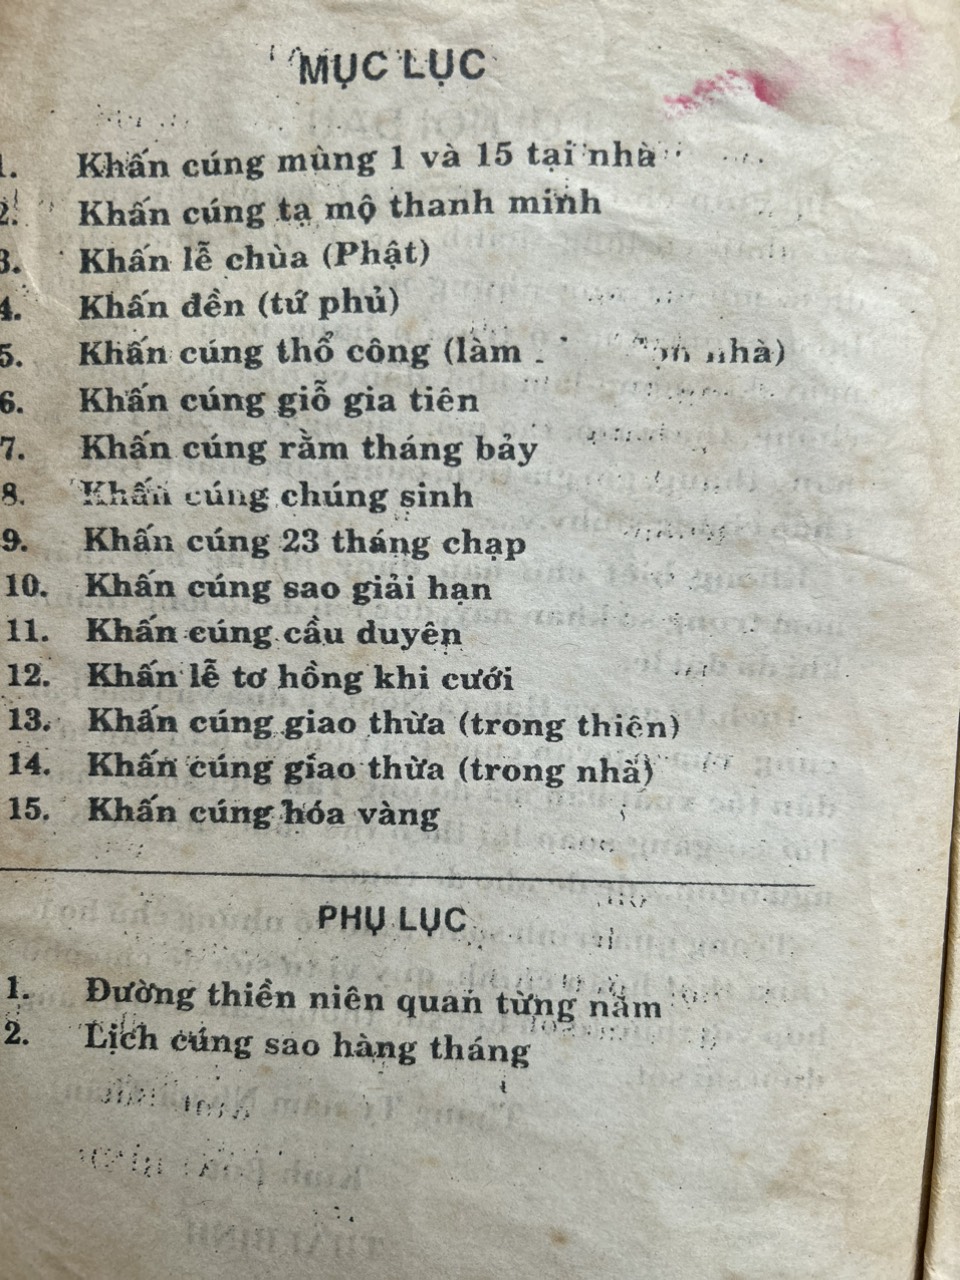 MỤC LỤC
1. Khấn cúng mùng 1 và 15 tại nhà
2. Khấn cúng tạ mộ thanh minh
3. Khấn lễ chùa (Phật)
4. Khấn đền (tứ phủ)
5. Khấn cúng thổ công (làm nhà)
6. Khấn cúng giỗ gia tiên
7. Khấn cúng rằm tháng bảy
8. Khấn cúng chúng sinh
9. Khấn cúng 23 tháng chạp
10. Khấn cúng sao giải hạn
11. Khấn cúng cầu duyên
12. Khấn lễ tơ hồng khi cưới
13. Khấn cúng giao thừa (trong thiên)
14. Khấn cúng giao thừa (trong nhà)
15. Khấn cúng hóa vàng
PHỤ LỤC
1. Đường thiền niên quan từng năm
2. Lịch cúng sao hàng tháng